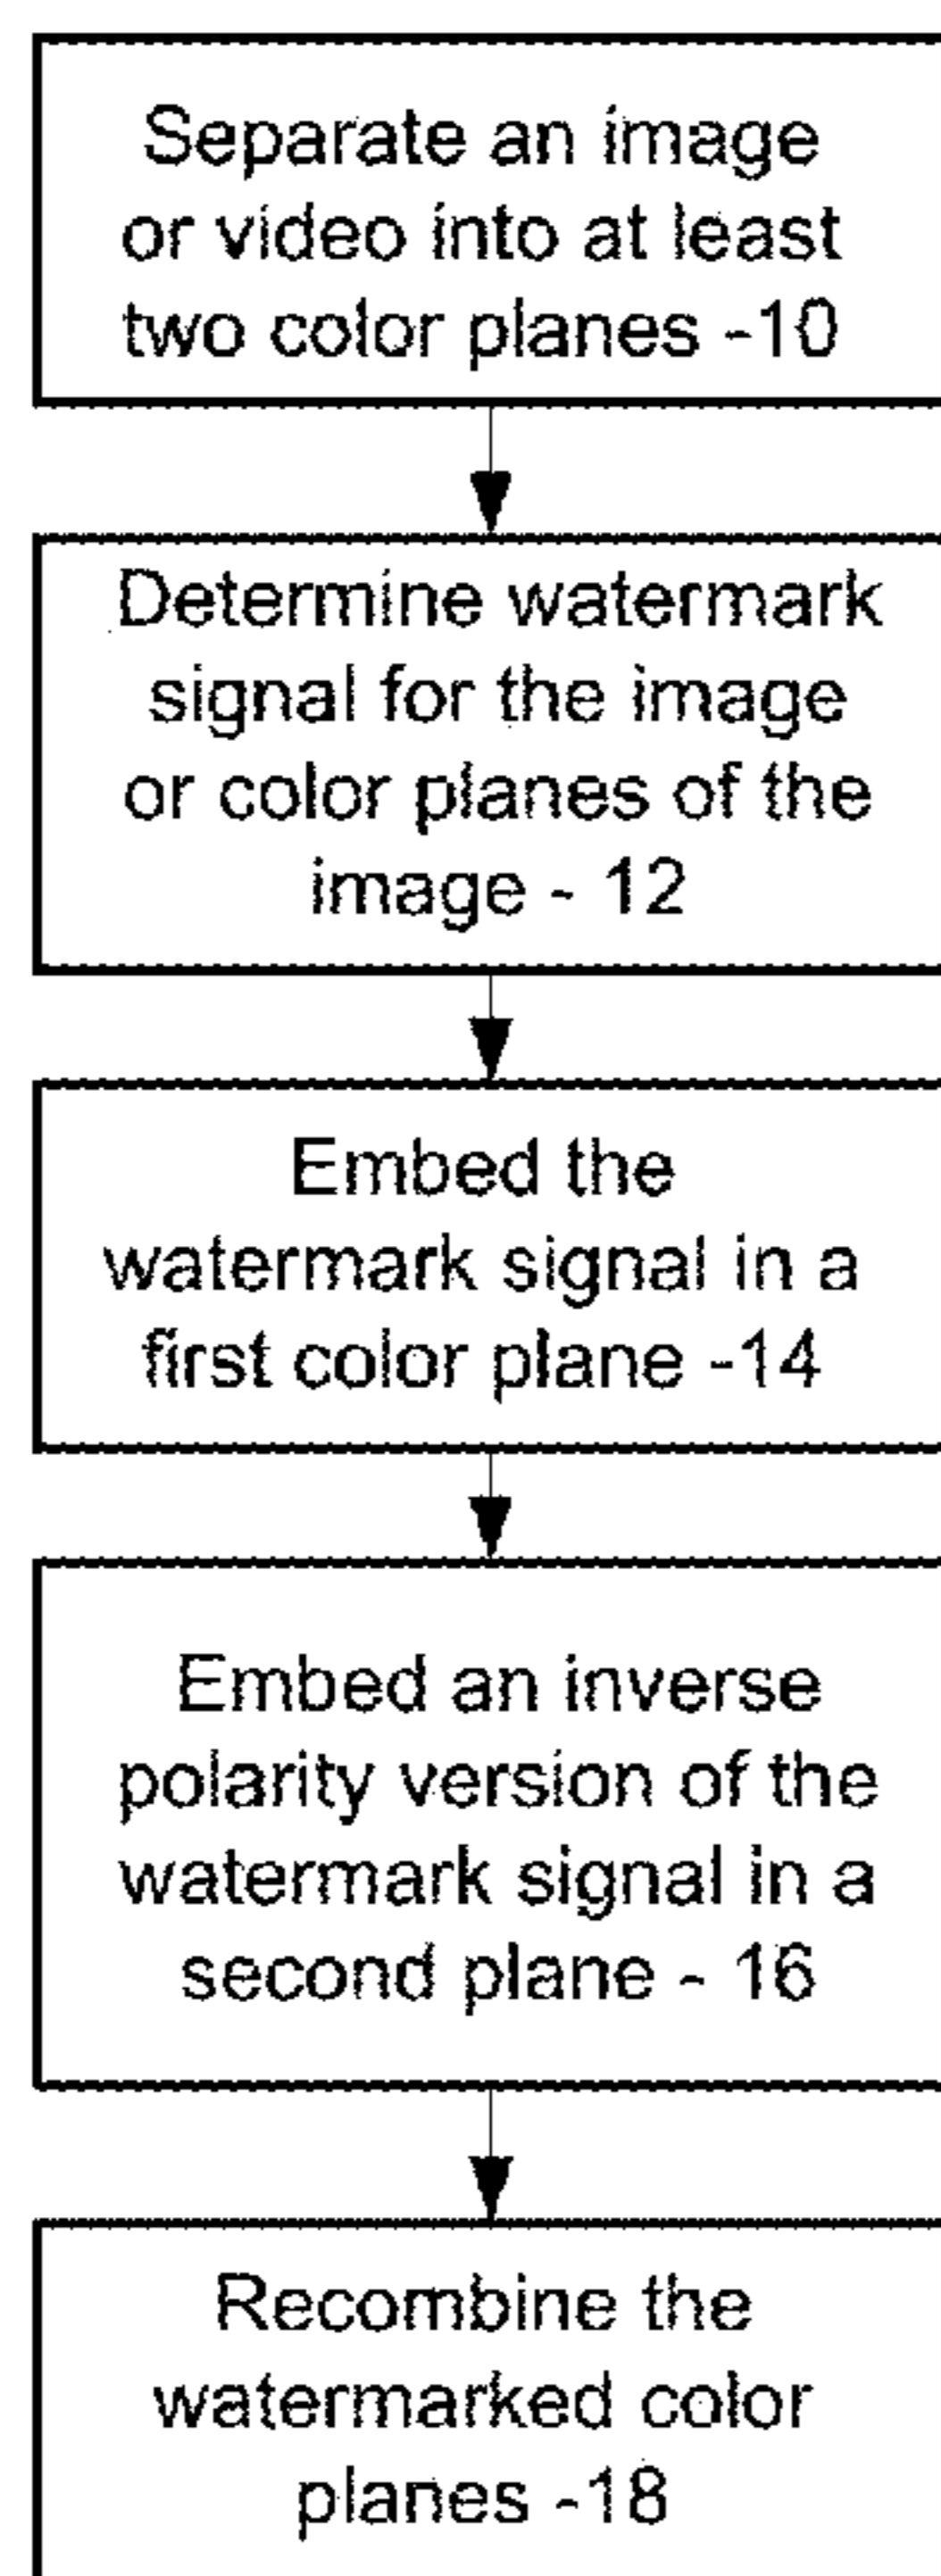 Separate an image
or video into at least
two color planes -10
Determine watermark
signal for the image
or color planes of the
image - 12
Embed the
watermark signal in a
first color plane -14
Embed an inverse
polarity version of the
watermark signal in a
second plane - 16
Recombine the
watermarked color
planes -18